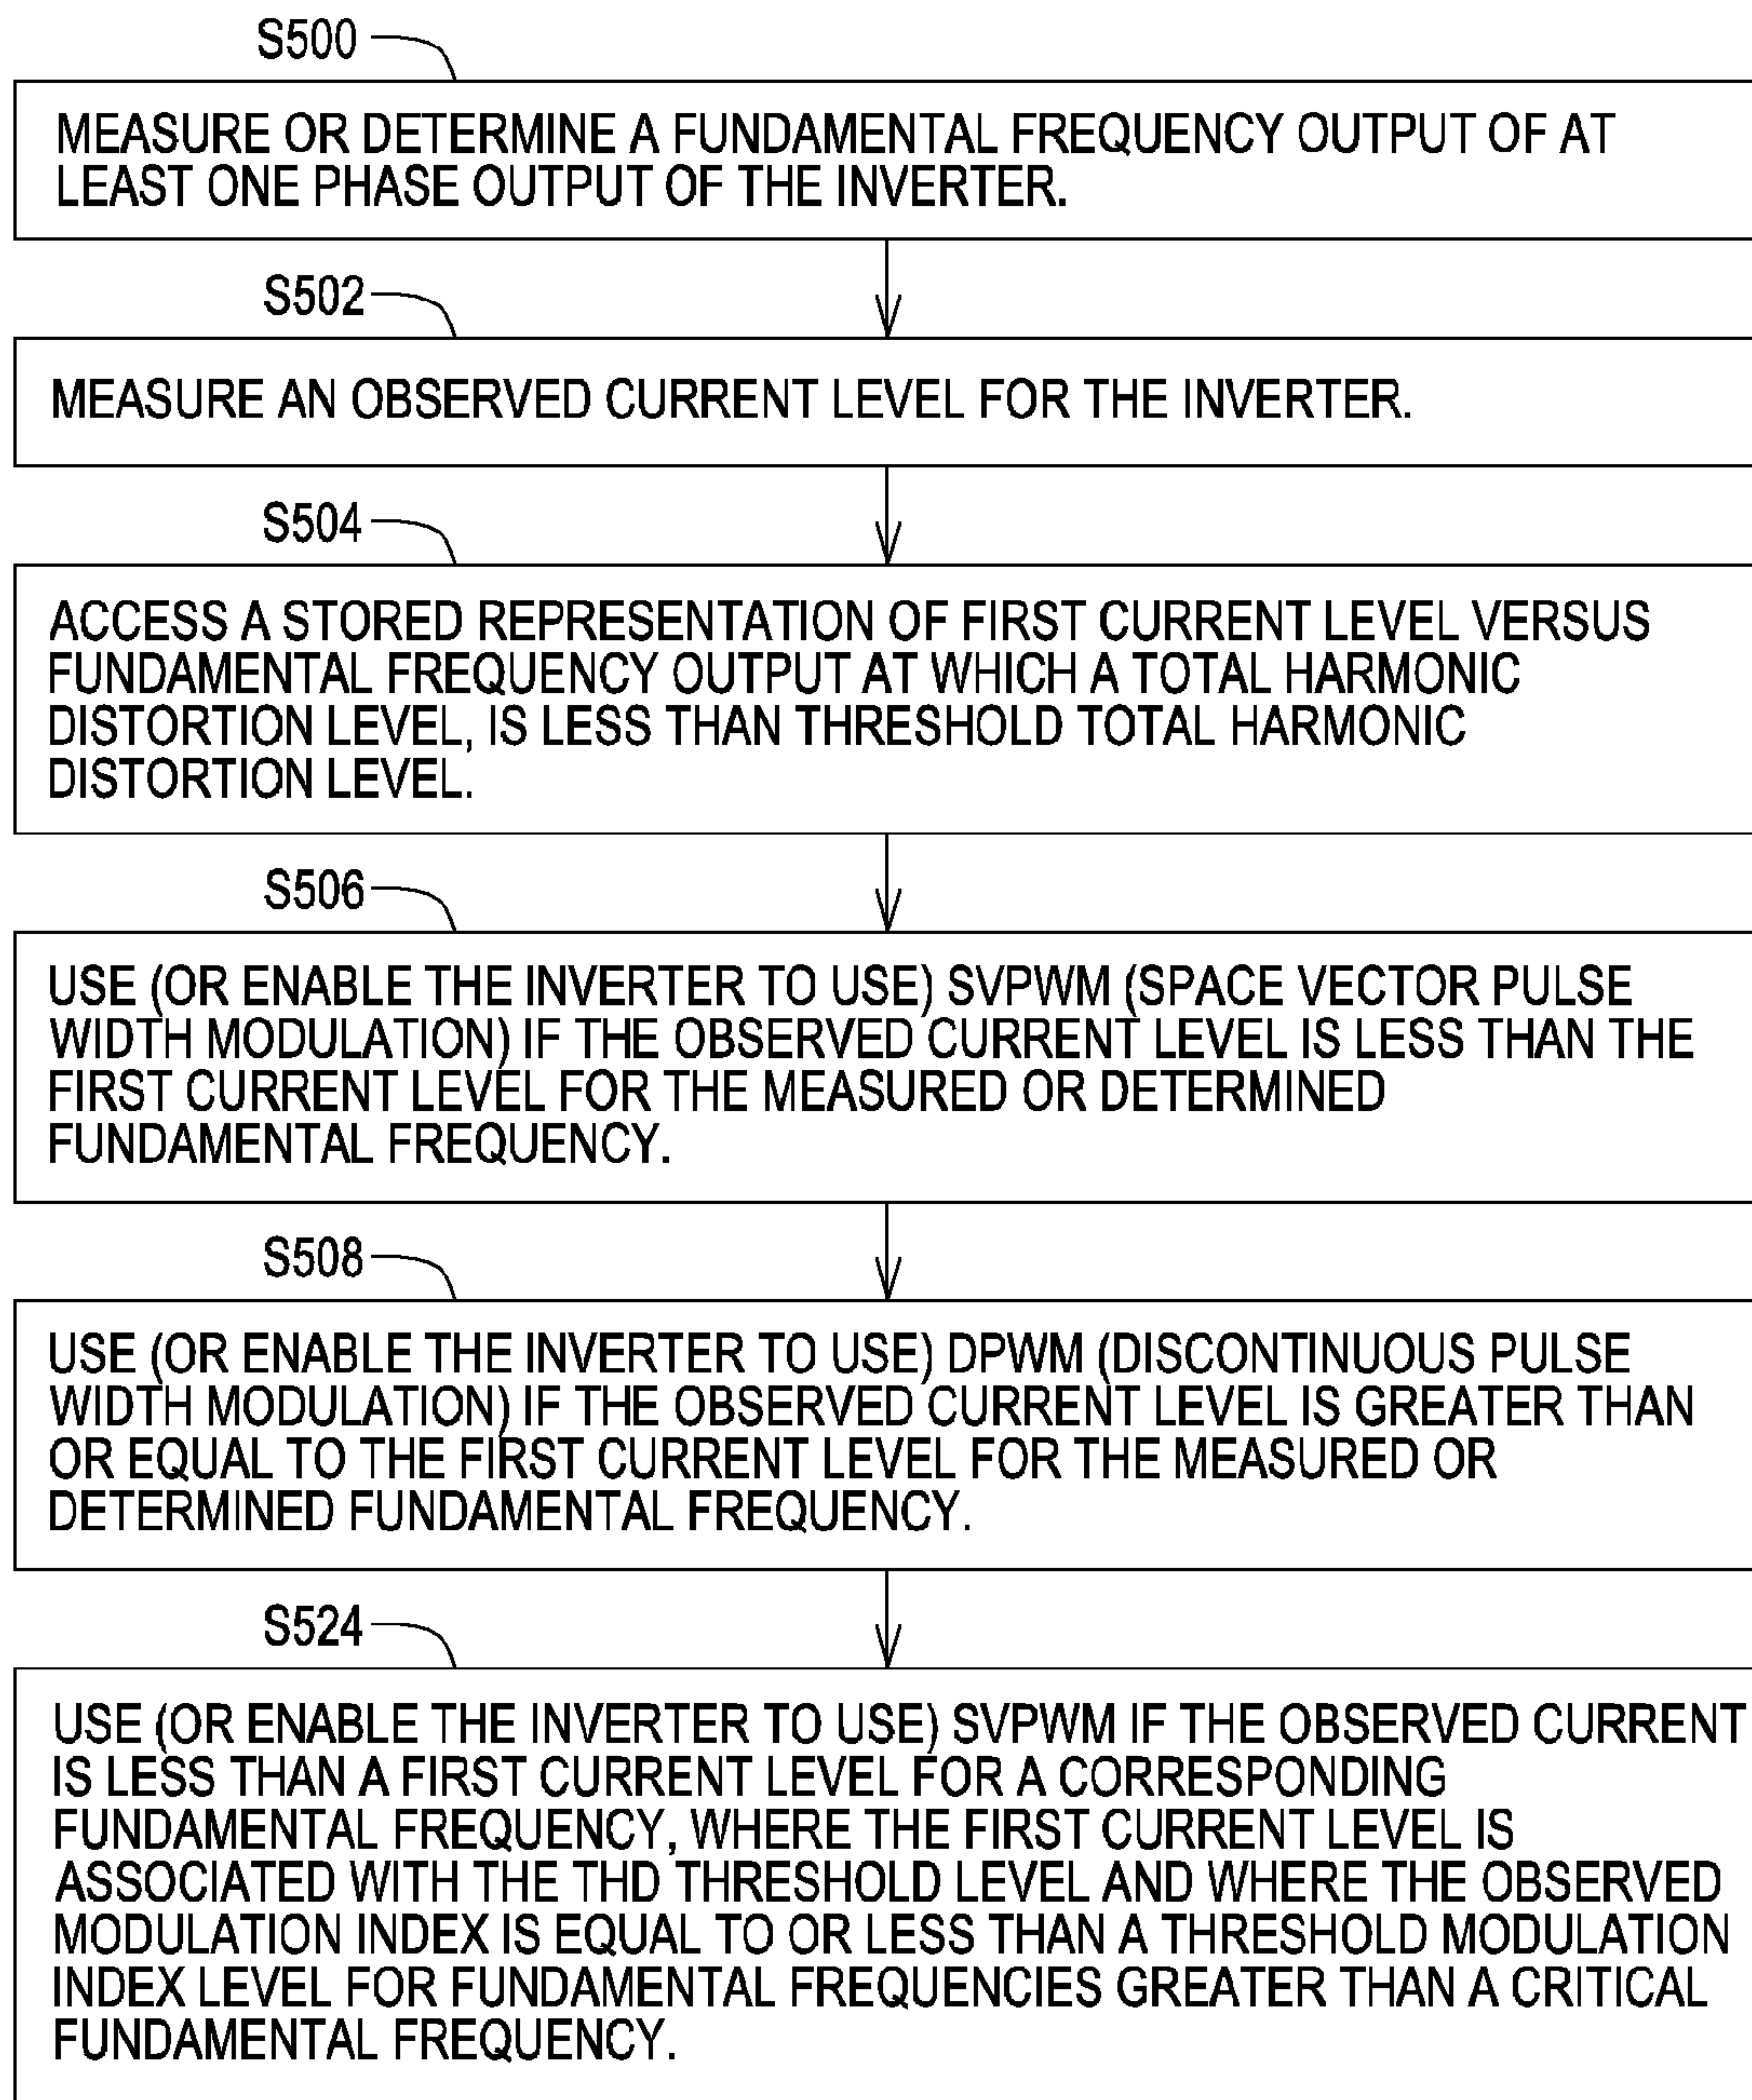 S500
MEASURE OR DETERMINE A FUNDAMENTAL FREQUENCY OUTPUT OF AT
LEAST ONE PHASE OUTPUT OF THE INVERTER.
S502
MEASURE AN OBSERVED CURRENT LEVEL FOR THE INVERTER.
S504
ACCESS A STORED REPRESENTATION OF FIRST CURRENT LEVEL VERSUS
FUNDAMENTAL FREQUENCY OUTPUT AT WHICH A TOTAL HARMONIC
DISTORTION LEVEL, IS LESS THAN THRESHOLD TOTAL HARMONIC
DISTORTION LEVEL.
S506
USE (OR ENABLE THE INVERTER TO USE) SVPWM (SPACE VECTOR PULSE
WIDTH MODULATION) IF THE OBSERVED CURRENT LEVEL IS LESS THAN THE
FIRST CURRENT LEVEL FOR THE MEASURED OR DETERMINED
FUNDAMENTAL FREQUENCY.
S508
USE (OR ENABLE THE INVERTER TO USE) DPWM (DISCONTINUOUS PULSE
WIDTH MODULATION) IF THE OBSERVED CURRENT LEVEL IS GREATER THAN
OR EQUAL TO THE FIRST CURRENT LEVEL FOR THE MEASURED OR
DETERMINED FUNDAMENTAL FREQUENCY.
S524
USE (OR ENABLE THE INVERTER TO USE) SVPWM IF THE OBSERVED CURRENT
IS LESS THAN A FIRST CURRENT LEVEL FOR A CORRESPONDING
FUNDAMENTAL FREQUENCY, WHERE THE FIRST CURRENT LEVEL IS
ASSOCIATED WITH THE THD THRESHOLD LEVEL AND WHERE THE OBSERVED
MODULATION INDEX IS EQUAL TO OR LESS THAN A THRESHOLD MODULATION
INDEX LEVEL FOR FUNDAMENTAL FREQUENCIES GREATER THAN A CRITICAL
FUNDAMENTAL FREQUENCY.